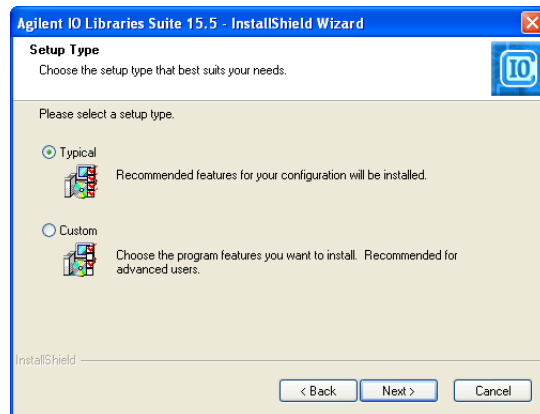 Agilent IO Libraries Suite 15.5 - InstallShield Wizard
Setup Type
Choose the setup type that best suits your needs.
IO
Please select a setup type.
Typical
Recommended features for your configuration will be installed.
Custom
Choose the program features you want to install. Recommended for
advanced users.
InstallShield
< Back
Next >
Cancel